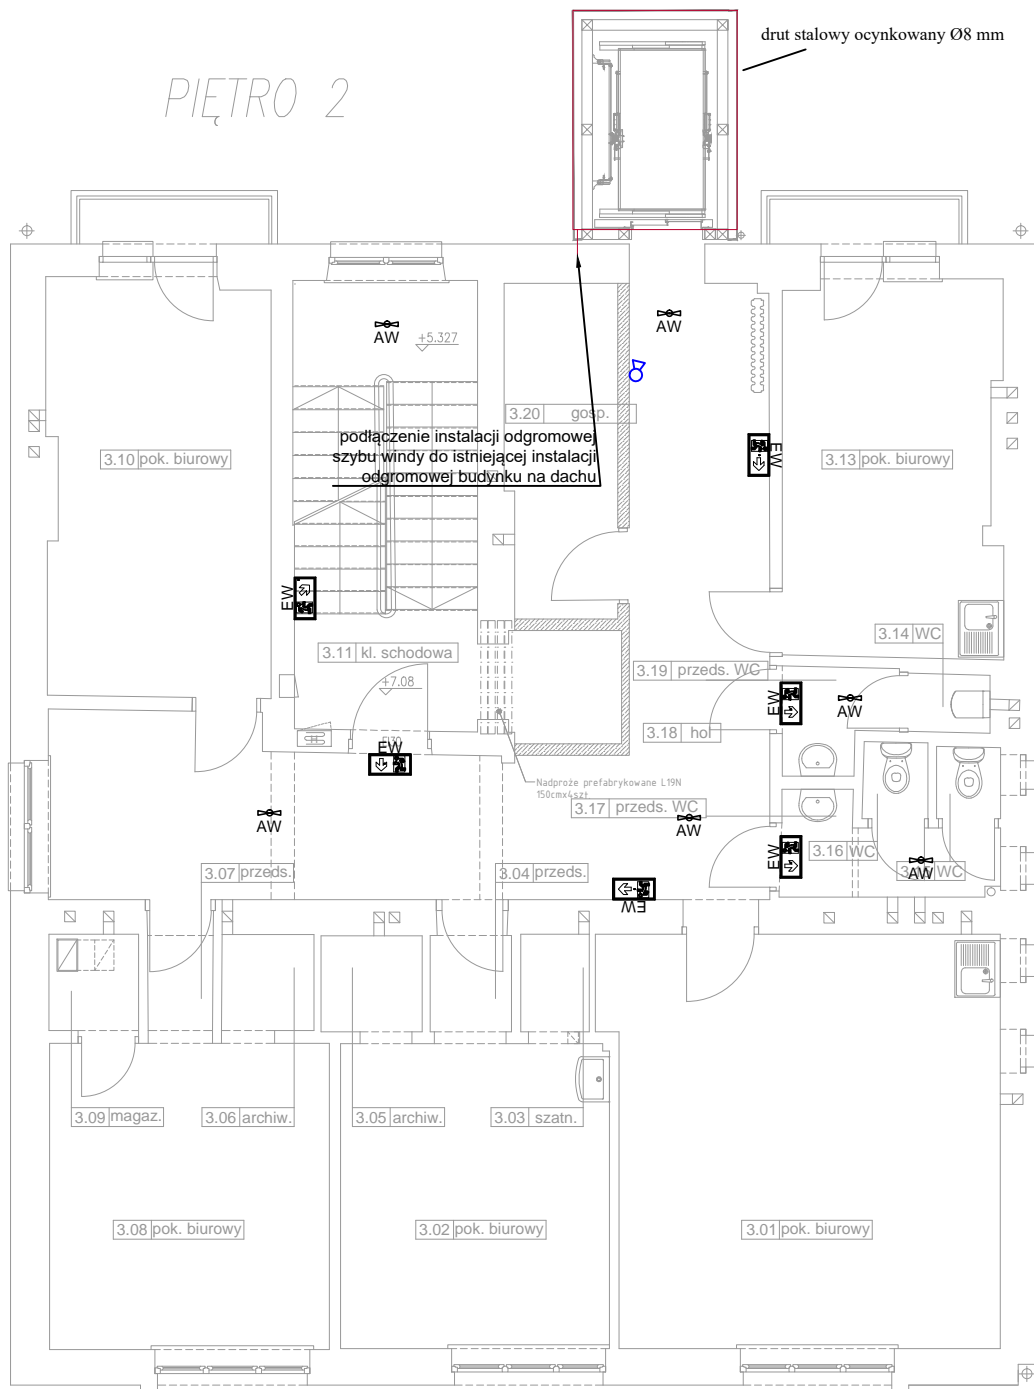 drut stalowy ocynkowany Ø8 mm
PIĘTRO 2
AW
+5.327
AW
3.20 gosp.
podłączenie instalacji odgromowej
szybu windy do istniejącej instalacji
odgromowej budynku na dachu
3.10 pok. biurowy
EW
3.13 pok. biurowy
EW
3.14 WC
3.11 kl. schodowa
3.19 przeds. WC
+7.08
EW
AW
3.18 hol
EW
Nadproże prefabrykowane L19N
150cmx4szt
3.17 przeds. WC
AW
AW
EW
3.16 WC
3.07 przeds.
3.04 przeds.
WC
AW
EW
3.09 magaz.
3.06 archiw.
3.05 archiw.
3.03 szatn.
3.08 pok. biurowy
3.02 pok. biurowy
3.01 pok. biurowy